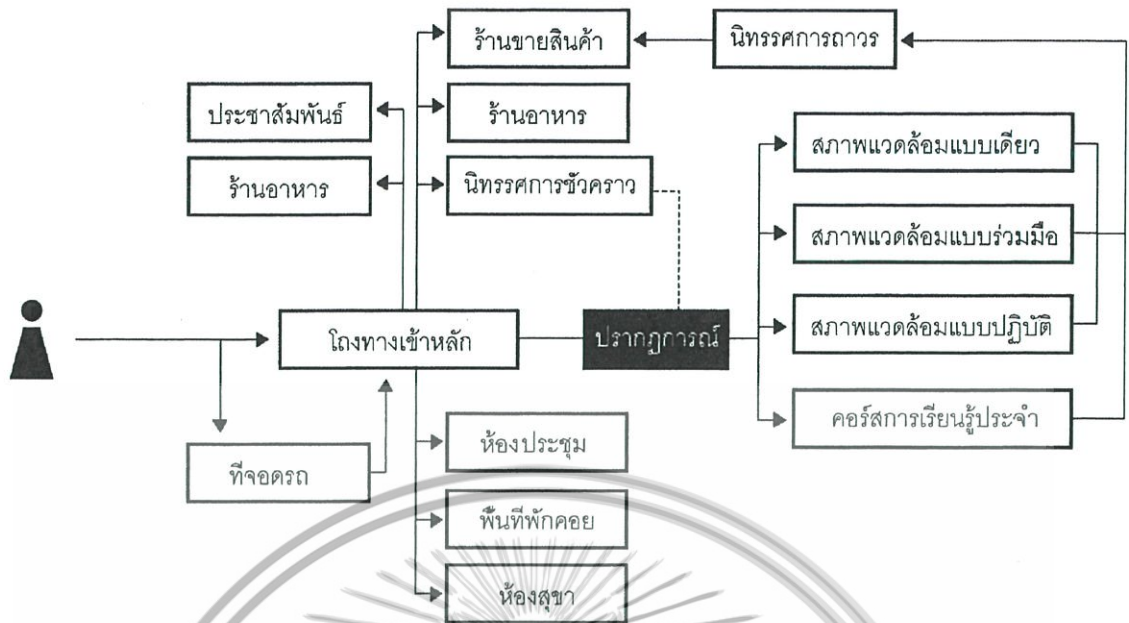 ร้านขายสินค้า
นิทรรศการถาวร
ประชาสัมพันธ์
ร้านอาหาร
สภาพแวดล้อมแบบเดียว
ร้านอาหาร
นิทรรศการชั่วคราว
สภาพแวดล้อมแบบร่วมมือ
โถงทางเข้าหลัก
ปรากฏการณ์
สภาพแวดล้อมแบบปฏิบัติ
คอร์สการเรียนรู้ประจำ
ห้องประชุม
ที่จอดรถ
พื้นที่พักคอย
ห้องสุขา